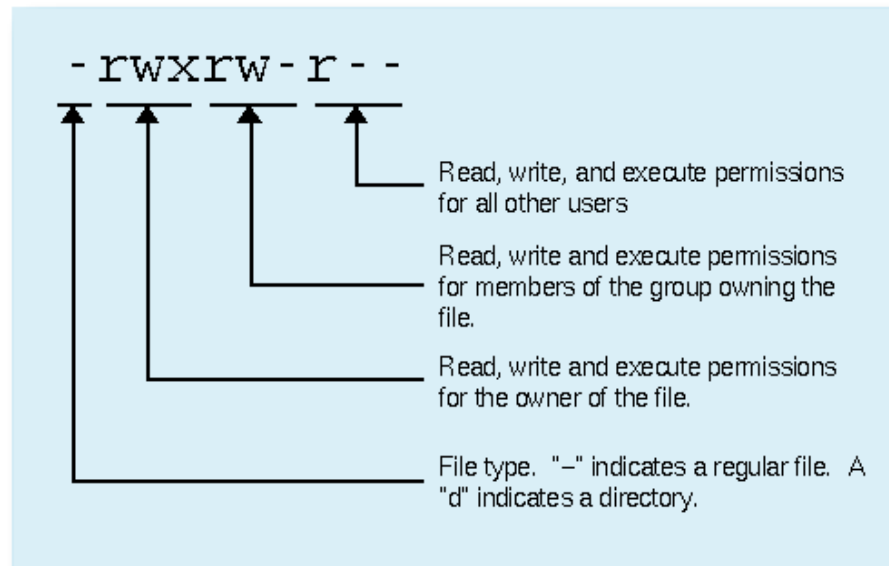 -rwxrw-r--
Read, write, and execute permissions
for all other users
Read, write and execute permissions
for members of the group owning the
file.
Read, write and execute permissions
for the owner of the file.
File type. "–" indicates a regular file. A
"d" indicates a directory.